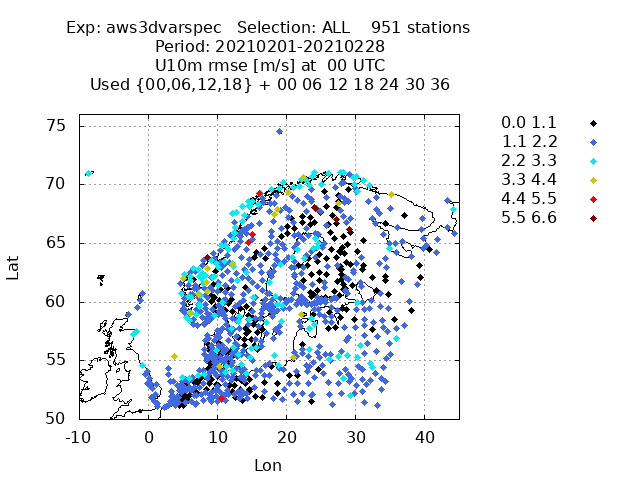 Exp: aws3dvarspec Selection: ALL 951 stations
Period: 20210201-20210228
U10m rmse [m/s] at 00 UTC
Used {00,06,12,18} + 00 06 12 18 24 30 36
0.0 1.1
1.1 2.2
2.2 3.3
3.3 4.4
4.4 5.5
5.5 6.6
75
70
65
60
55
50
Lat
-10 0 10 20 30 40
Lon